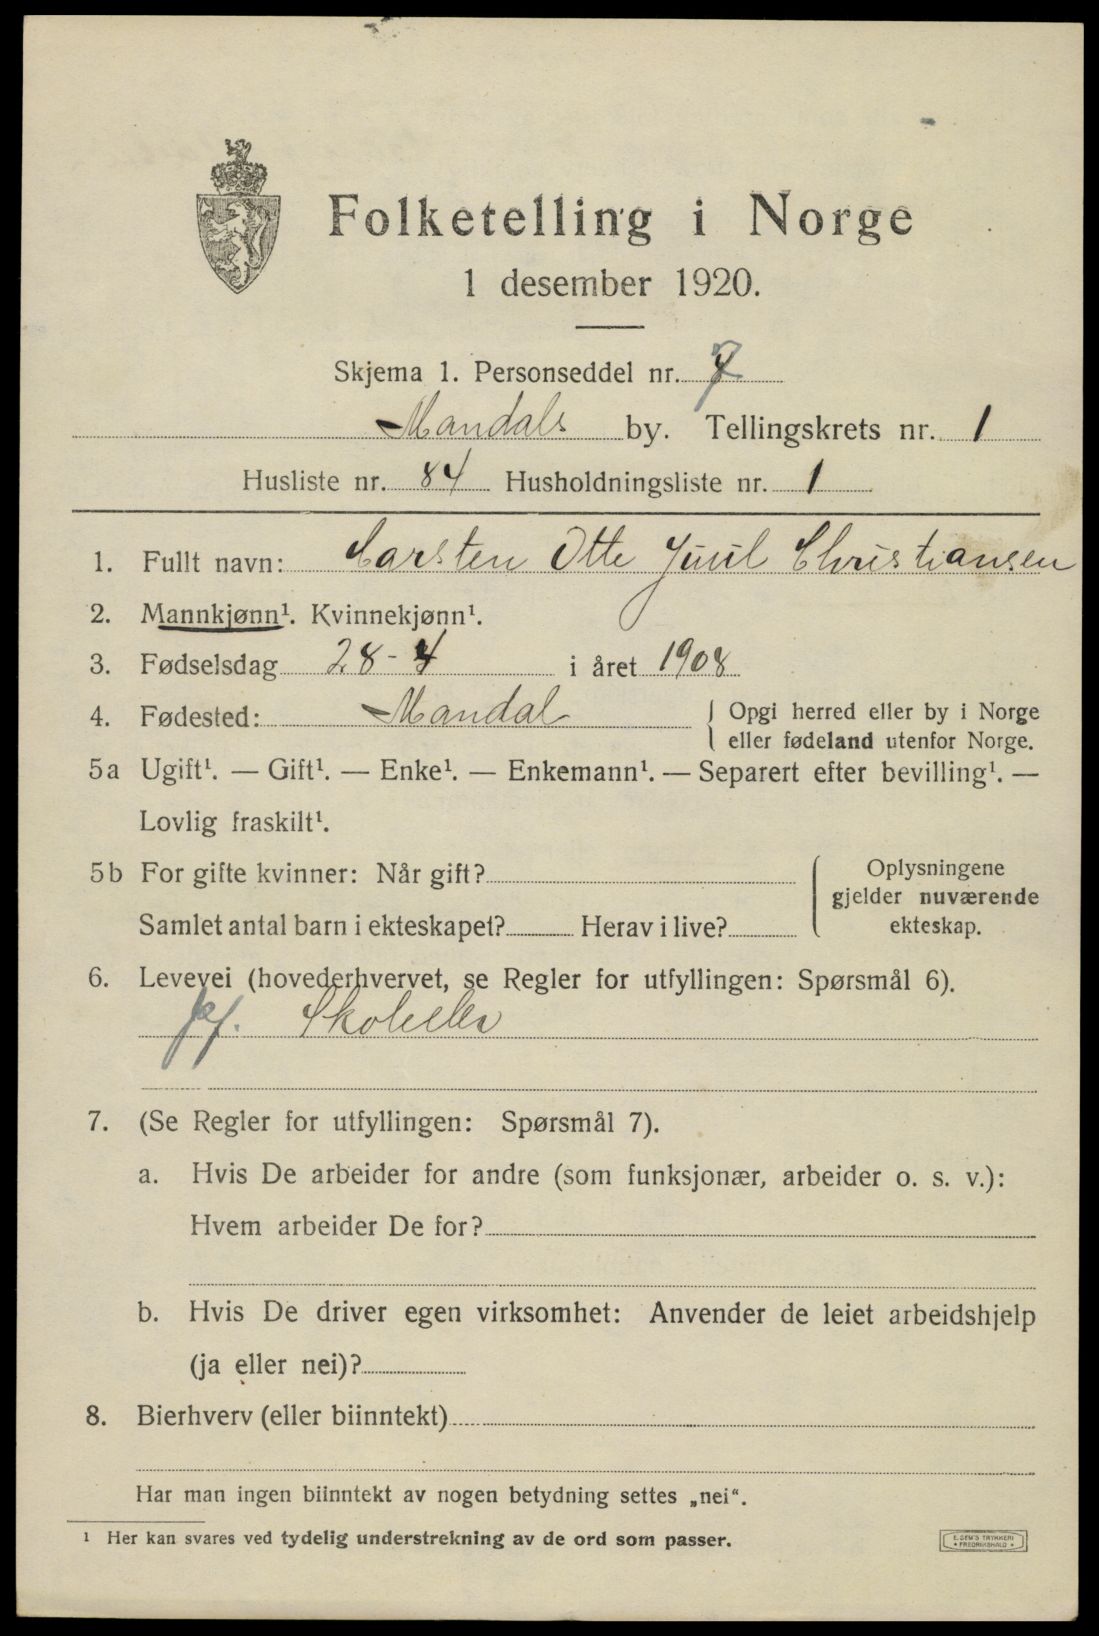 Folketelling i Norge
1 desember 1920.
Skjema 1. Personseddel nr. 7
Mandals by. Tellingskrets nr. 1
Husliste nr. 84 Husholdningsliste nr. 1
1. Fullt navn: Carsten Otte Juul Christiansen
2. Mannkjønn¹. Kvinnekjønn¹.
3. Fødselsdag 28-4 i året 1908
4. Fødested: Mandal { Opgi herred eller by i Norge
eller fødeland utenfor Norge.
5a Ugift¹. — Gift¹. — Enke¹. — Enkemann¹. — Separert efter bevilling¹. —
Lovlig fraskilt¹.
5b For gifte kvinner: Når gift?
Samlet antal barn i ekteskapet? Herav i live?
{ Oplysningene
gjelder nuværende
ekteskap.
6. Levevei (hovederhvervet, se Regler for utfyllingen: Spørsmål 6).
Skoleelev
7. (Se Regler for utfyllingen: Spørsmål 7).
a. Hvis De arbeider for andre (som funksjonær, arbeider o. s. v.):
Hvem arbeider De for?
b. Hvis De driver egen virksomhet: Anvender de leiet arbeidshjelp
(ja eller nei)?
8. Bierhverv (eller biinntekt)
Har man ingen biinntekt av nogen betydning settes „nei“.
¹ Her kan svares ved tydelig understrekning av de ord som passer.
E. SEM'S TRYKKERI
• FREDRIKSHALD •